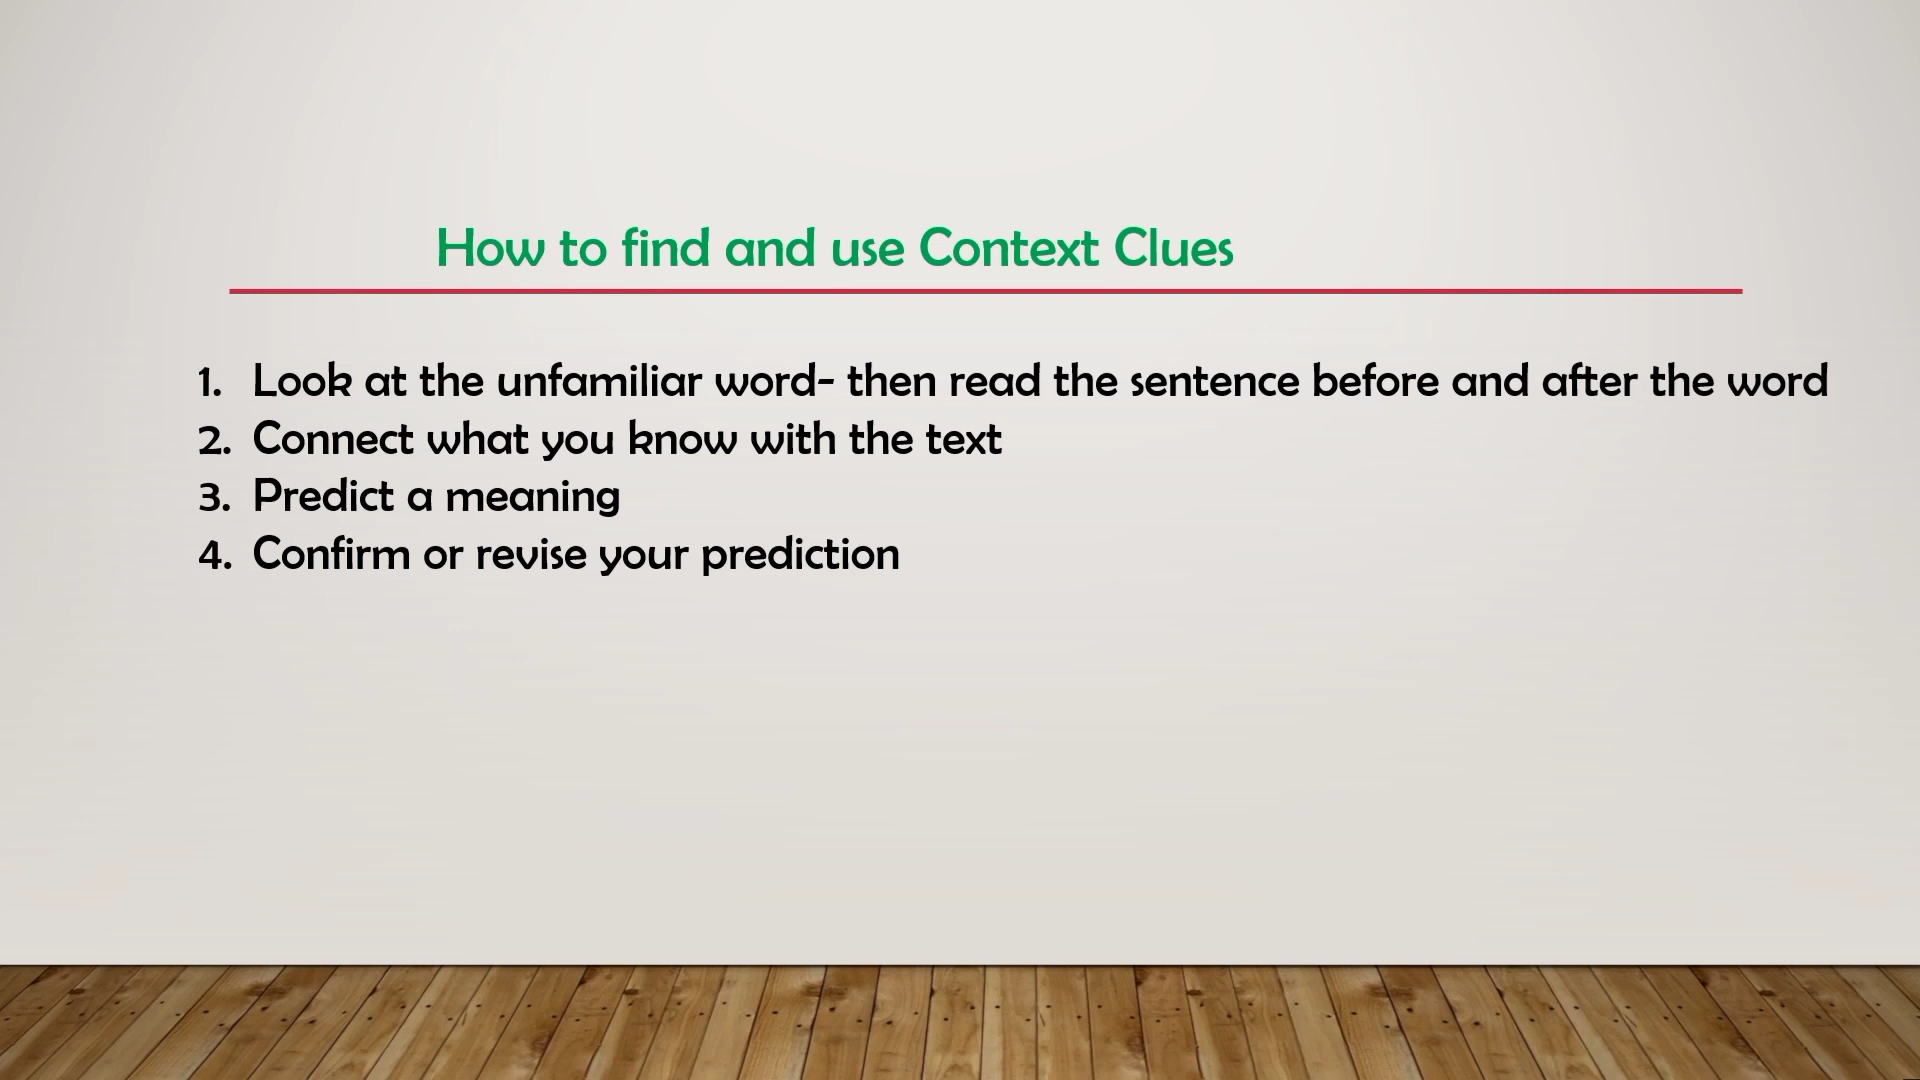 How to find and use Context Clues
1. Look at the unfamiliar word- then read the sentence before and after the word
2. Connect what you know with the text
3. Predict a meaning
4. Confirm or revise your prediction